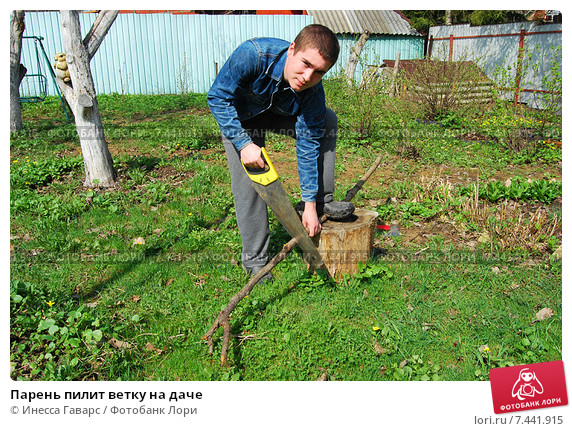 Парень пилит ветку на даче
© Инесса Гаварс / Фотобанк Лори
ФОТОБАНК ЛОРИ
lori.ru/7.441.915